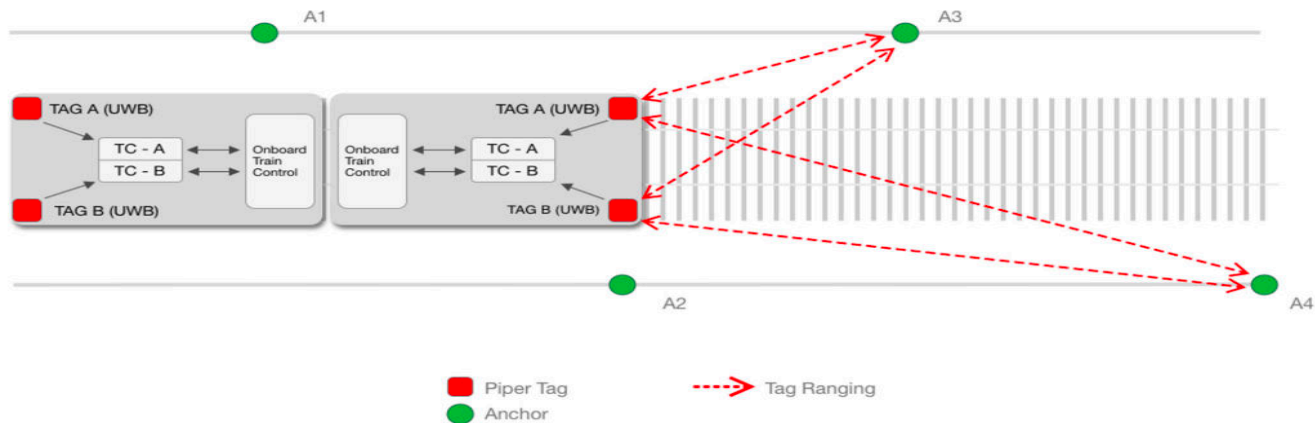 A1
A3
TAG A (UWB)
TAG A (UWB)
TC - A
TC - B
Onboard
Train
Control
Onboard
Train
Control
TC - A
TC - B
TAG B (UWB)
TAG B (UWB)
A2
A4
Piper Tag
Tag Ranging
Anchor